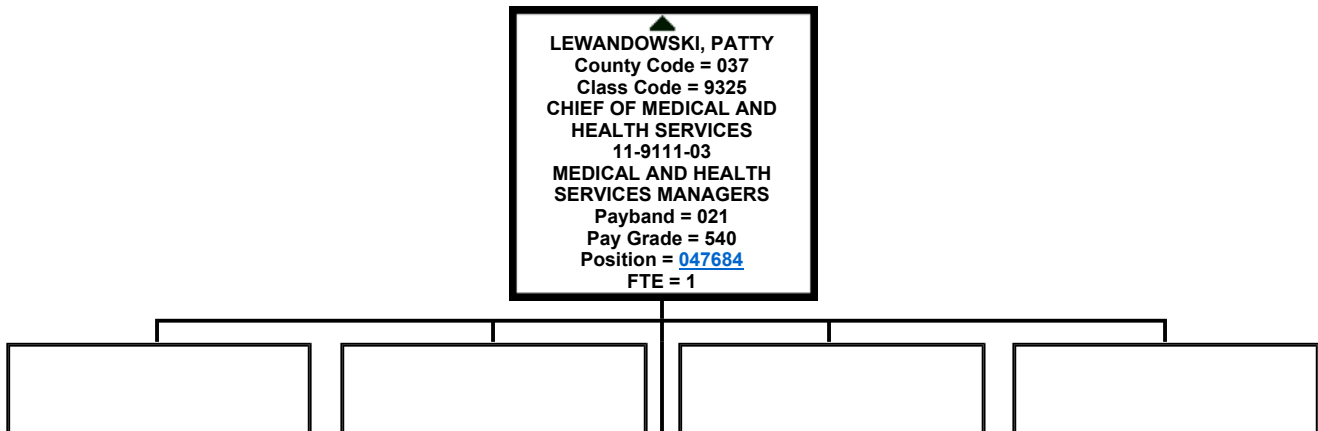 LEWANDOWSKI, PATTY
County Code = 037
Class Code = 9325
CHIEF OF MEDICAL AND
HEALTH SERVICES
11-9111-03
MEDICAL AND HEALTH
SERVICES MANAGERS
Payband = 021
Pay Grade = 540
Position = 047684
FTE = 1